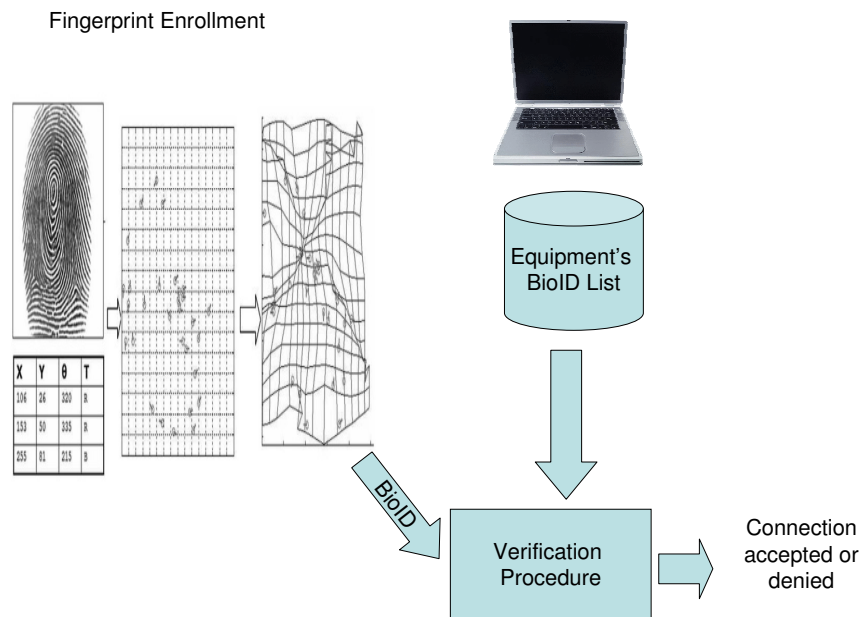 Fingerprint Enrollment
X Y θ T
106 26 320 R
153 50 335 R
255 81 215 B
Equipment's
BioID List
BioID
Verification
Procedure
Connection
accepted or
denied